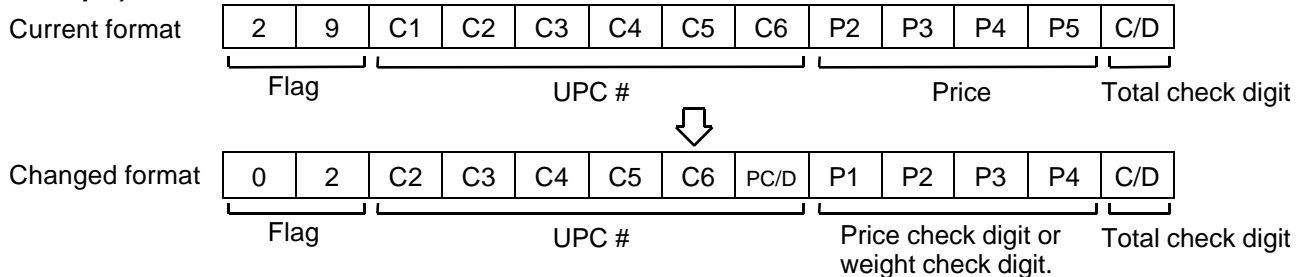 Current format 2 9 C1 C2 C3 C4 C5 C6 P2 P3 P4 P5 C/D
Flag UPC # Price Total check digit
Changed format 0 2 C2 C3 C4 C5 C6 PC/D P1 P2 P3 P4 C/D
Flag UPC # Price check digit or Total check digit
weight check digit.